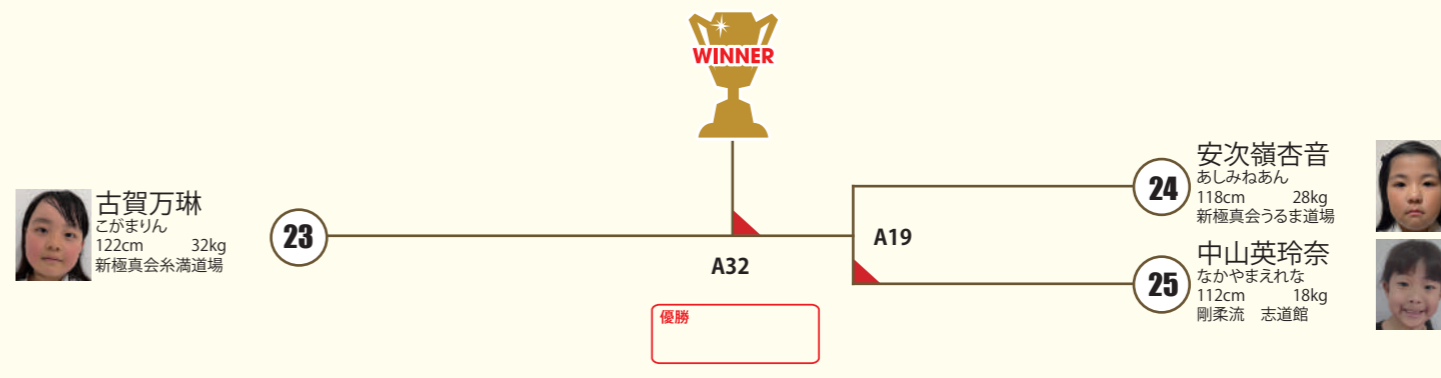 WINNER
古賀万琳
こがまりん
122cm 32kg
新極真会糸満道場
23
A32
優勝
A19
24
安次嶺杏音
あしみねあん
118cm 28kg
新極真会うるま道場
25
中山英玲奈
なかやまえれな
112cm 18kg
剛柔流 志道館